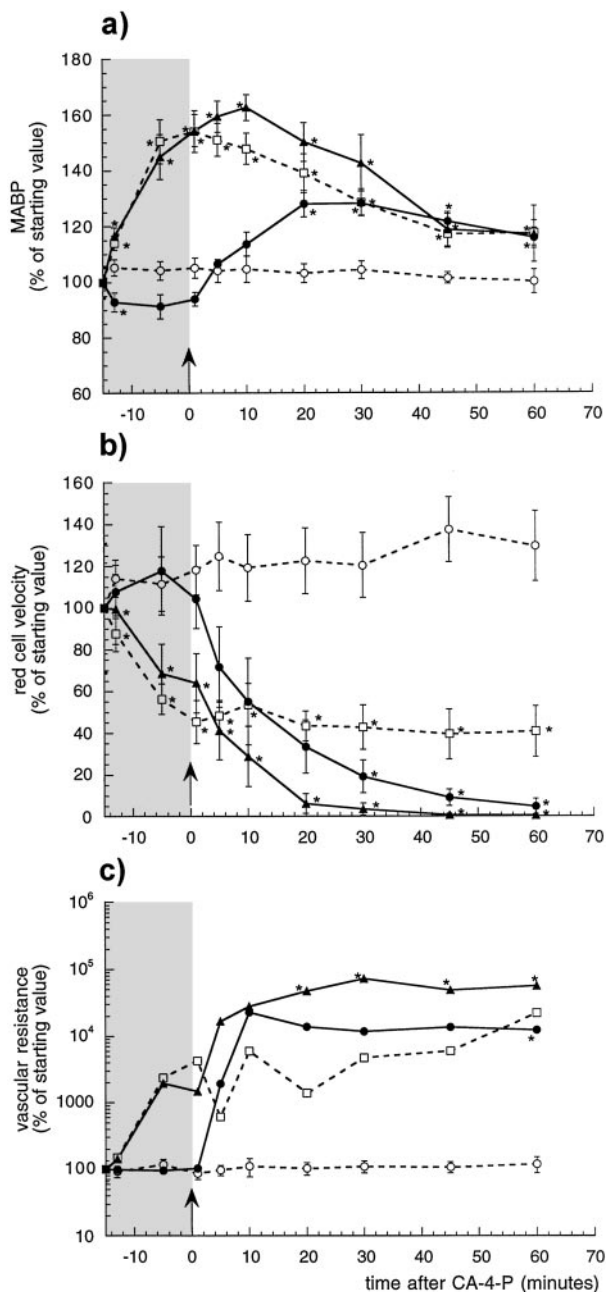 a)
180
160
140
120
100
80
60
MABP
(% of starting value)
-10 0 10 20 30 40 50 60 70
b)
160
140
120
100
80
60
40
20
0
red cell velocity
(% of starting value)
-10 0 10 20 30 40 50 60 70
c)
10⁶
10⁵
10⁴
1000
100
10
vascular resistance
(% of starting value)
-10 0 10 20 30 40 50 60 70
time after CA-4-P (minutes)